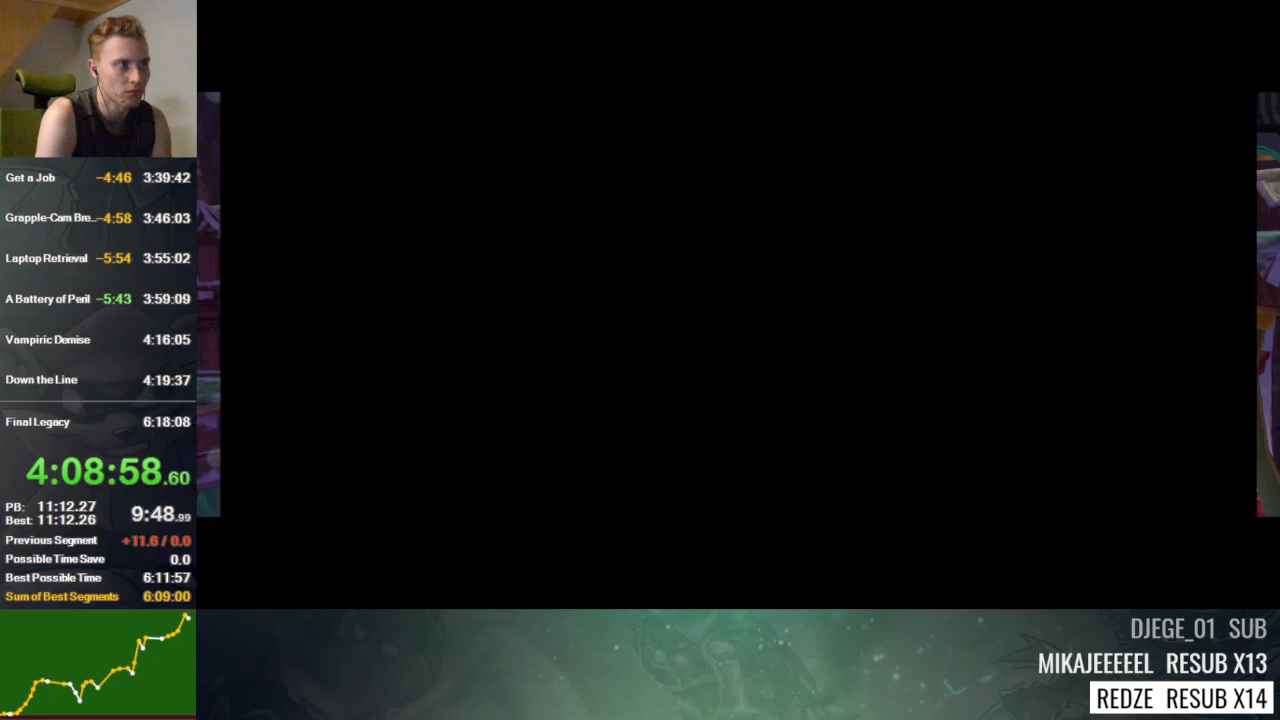 Get a Job -4:46 3:39:42
Grapple-Cam Bre... -4:58 3:46:03
Laptop Retrieval -5:54 3:55:02
A Battery of Peril -5:43 3:59:09
Vampiric Demise 4:16:05
Down the Line 4:19:37
Final Legacy 6:18:08
4:08:58.60
PB: 11:12.27
Best: 11:12.26
9:48.99
Previous Segment +11.6 / 0.0
Possible Time Save 0.0
Best Possible Time 6:11:57
Sum of Best Segments 6:09:00
DJEGE_01 SUB
MIKAJEEEEEL RESUB X13
REDZE RESUB X14